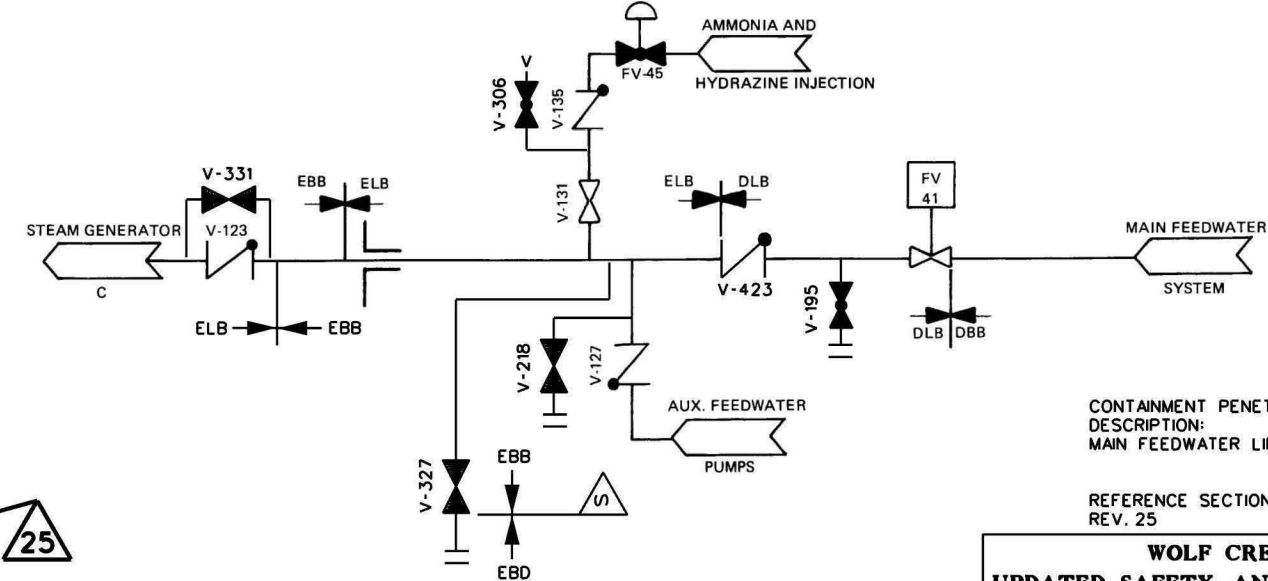 AMMONIA AND
HYDRAZINE INJECTION
FV-45
V
V-306
V-135
V-131
V-331
V-123
STEAM GENERATOR
C
EBB ELB
ELB EBB
ELB DLB
V-423
FV
41
MAIN FEEDWATER
SYSTEM
V-195
DLB DBB
V-218
V-127
AUX. FEEDWATER
PUMPS
V-327
EBB
EBD
S
25
CONTAINMENT PENET
DESCRIPTION:
MAIN FEEDWATER LI
REFERENCE SECTION
REV. 25
WOLF CRE
UPDATED SAFETY AN